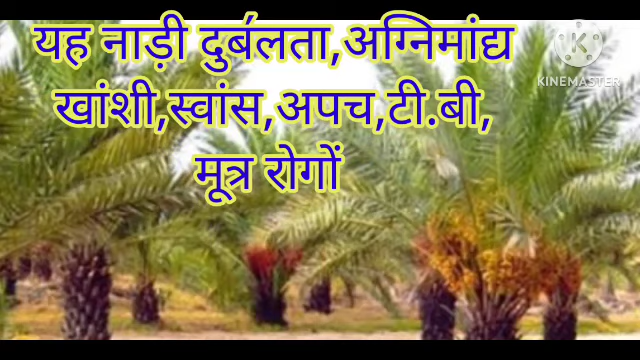 यह नाड़ी दुर्बलता,अग्निमांद्य
खांशी,स्वांस,अपच,टी.बी,
मूत्र रोगों
K
KINEMASTER